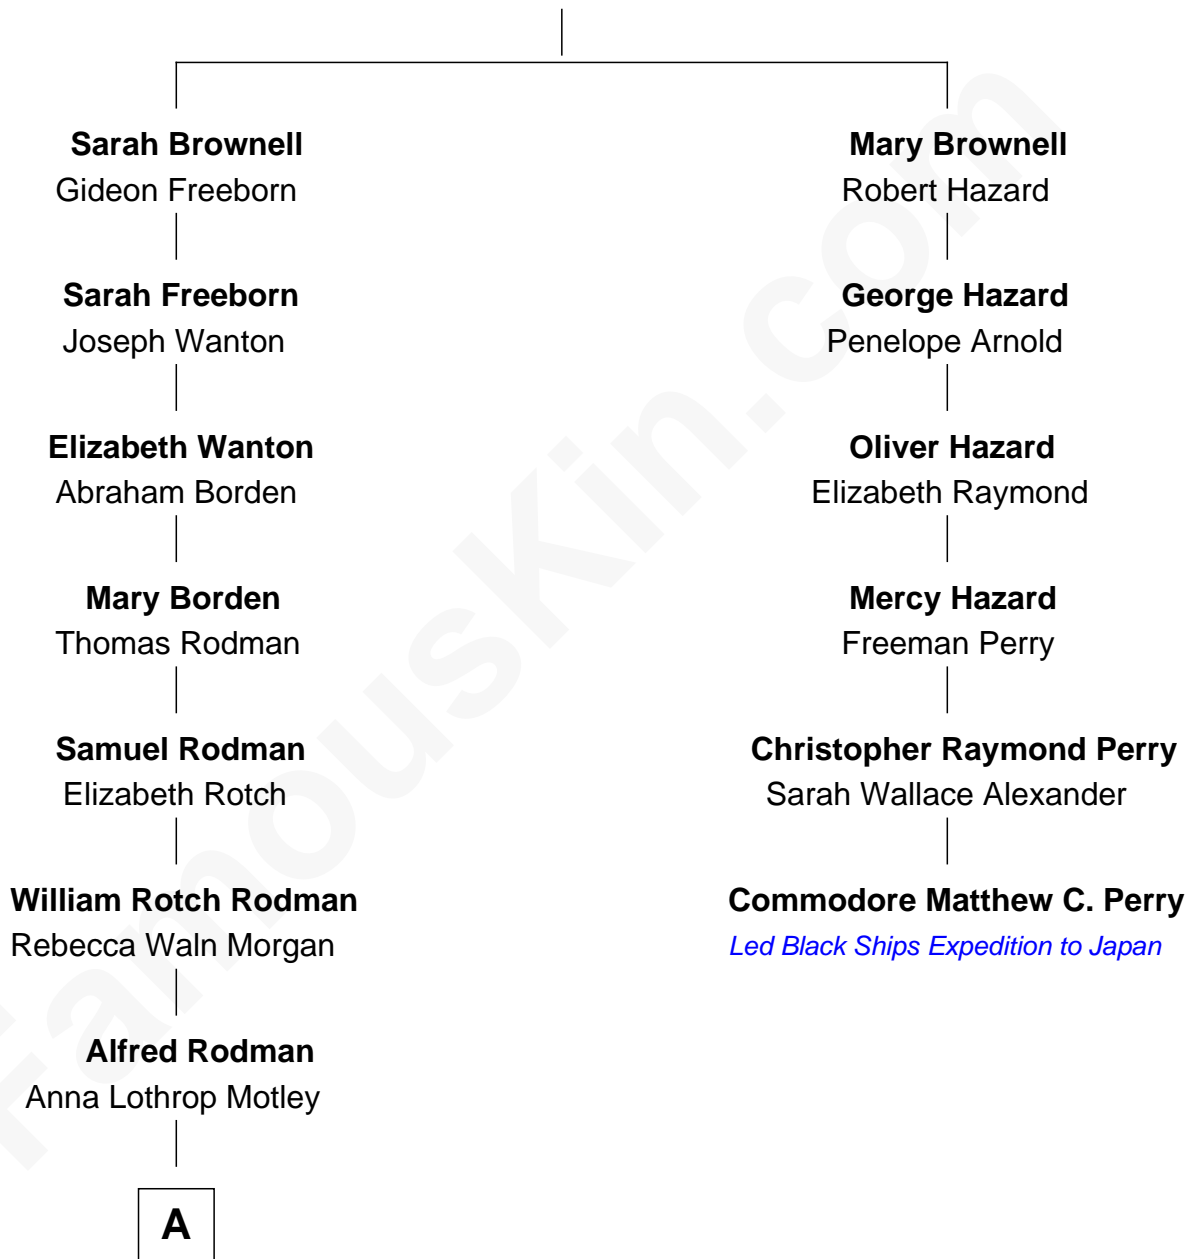 Sarah Brownell
Gideon Freeborn
Sarah Freeborn
Joseph Wanton
Elizabeth Wanton
Abraham Borden
Mary Borden
Thomas Rodman
Samuel Rodman
Elizabeth Rotch
William Rotch Rodman
Rebecca Waln Morgan
Alfred Rodman
Anna Lothrop Motley
A
Mary Brownell
Robert Hazard
George Hazard
Penelope Arnold
Oliver Hazard
Elizabeth Raymond
Mercy Hazard
Freeman Perry
Christopher Raymond Perry
Sarah Wallace Alexander
Commodore Matthew C. Perry
Led Black Ships Expedition to Japan
FamousKin.com